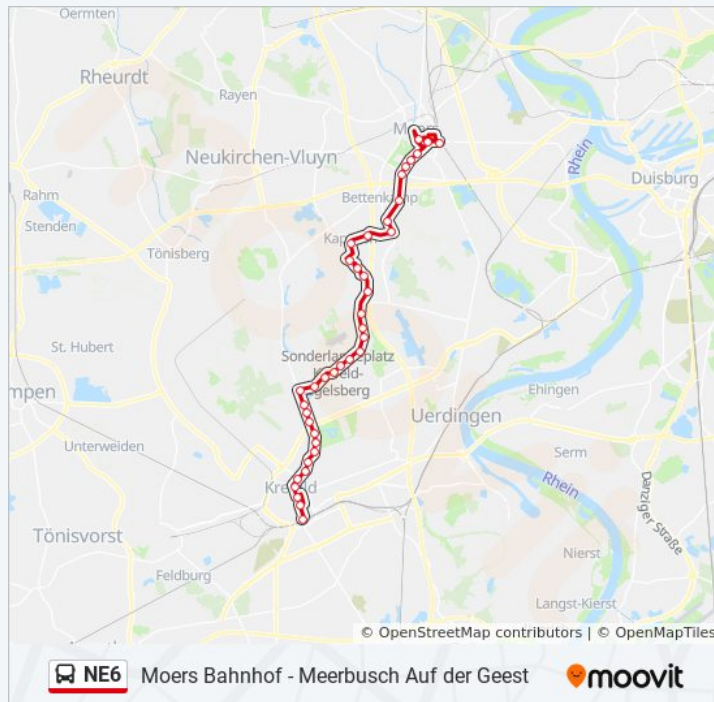 Oermten
Rheurdt
Rayen
Moers
Neukirchen-Vluyn
Rhein
Duisburg
Rahm
Stenden
Bettenkamp
Tönisberg
St. Hubert
Sonderlandeplatz
Krefeld-
Egelsberg
Ehingen
Uerdingen
Unterweiden
Serm
Rhein
Danziger Straße
Krefeld
Tönisvorst
Nierst
Feldburg
Langst-Kierst
© OpenStreetMap contributors | © OpenMapTiles
NE6 Moers Bahnhof - Meerbusch Auf der Geest moovit